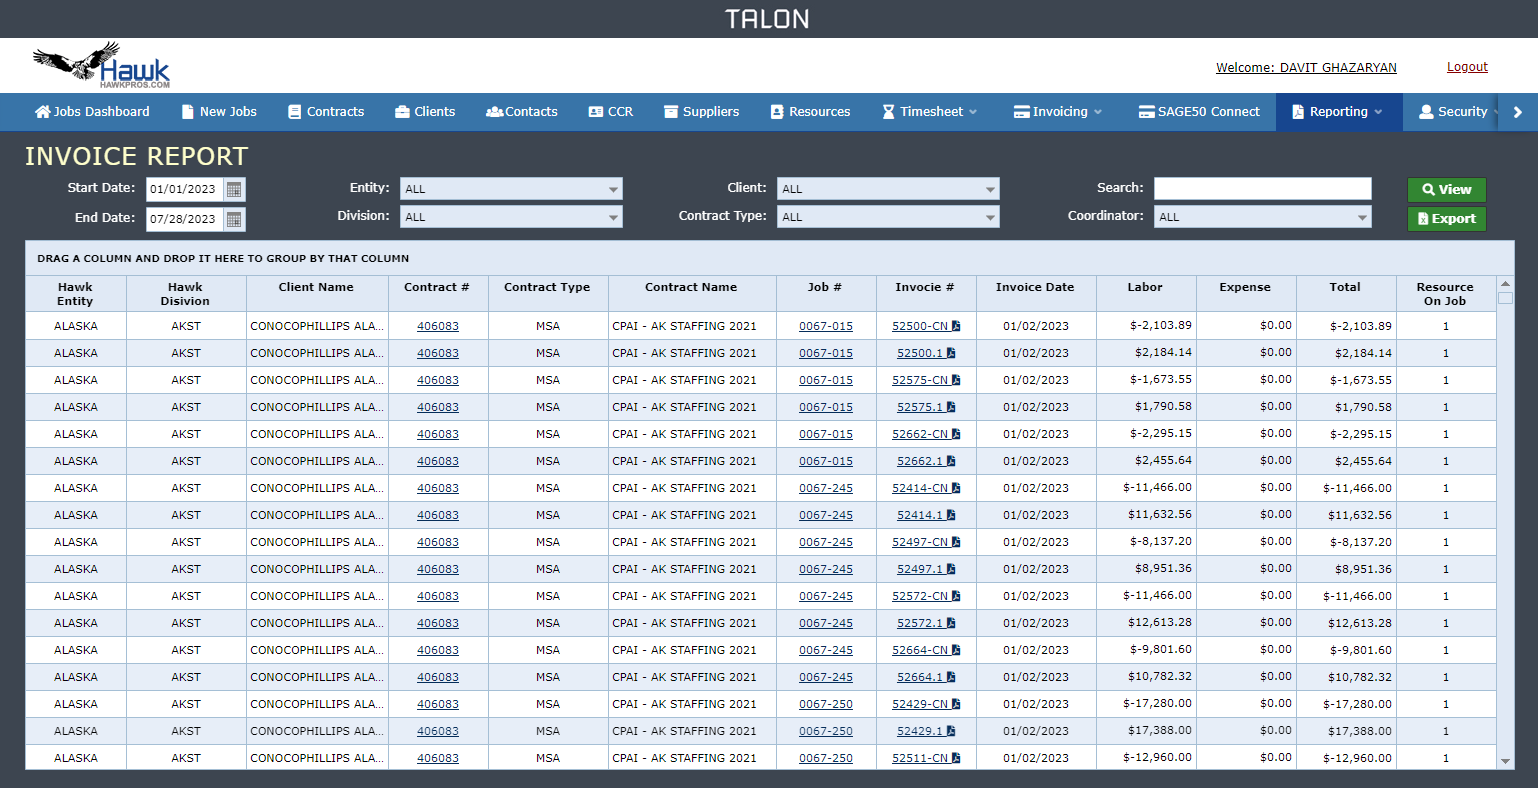 TALON
Hawk
HAWKPROS.COM
Welcome: DAVIT GHAZARYAN Logout
Jobs Dashboard New Jobs Contracts Clients Contacts CCR Suppliers Resources Timesheet Invoicing SAGE50 Connect Reporting Security
INVOICE REPORT
Start Date: 01/01/2023 Entity: ALL Client: ALL Search: View
End Date: 07/28/2023 Division: ALL Contract Type: ALL Coordinator: ALL Export
DRAG A COLUMN AND DROP IT HERE TO GROUP BY THAT COLUMN
Hawk Entity Hawk Disivion Client Name Contract # Contract Type Contract Name Job # Invocie # Invoice Date Labor Expense Total Resource On Job
ALASKA AKST CONOCOPHILLIPS ALA... 406083 MSA CPAI - AK STAFFING 2021 0067-015 52500-CN 01/02/2023 $-2,103.89 $0.00 $-2,103.89 1
ALASKA AKST CONOCOPHILLIPS ALA... 406083 MSA CPAI - AK STAFFING 2021 0067-015 52500.1 01/02/2023 $2,184.14 $0.00 $2,184.14 1
ALASKA AKST CONOCOPHILLIPS ALA... 406083 MSA CPAI - AK STAFFING 2021 0067-015 52575-CN 01/02/2023 $-1,673.55 $0.00 $-1,673.55 1
ALASKA AKST CONOCOPHILLIPS ALA... 406083 MSA CPAI - AK STAFFING 2021 0067-015 52575.1 01/02/2023 $1,790.58 $0.00 $1,790.58 1
ALASKA AKST CONOCOPHILLIPS ALA... 406083 MSA CPAI - AK STAFFING 2021 0067-015 52662-CN 01/02/2023 $-2,295.15 $0.00 $-2,295.15 1
ALASKA AKST CONOCOPHILLIPS ALA... 406083 MSA CPAI - AK STAFFING 2021 0067-015 52662.1 01/02/2023 $2,455.64 $0.00 $2,455.64 1
ALASKA AKST CONOCOPHILLIPS ALA... 406083 MSA CPAI - AK STAFFING 2021 0067-245 52414-CN 01/02/2023 $-11,466.00 $0.00 $-11,466.00 1
ALASKA AKST CONOCOPHILLIPS ALA... 406083 MSA CPAI - AK STAFFING 2021 0067-245 52414.1 01/02/2023 $11,632.56 $0.00 $11,632.56 1
ALASKA AKST CONOCOPHILLIPS ALA... 406083 MSA CPAI - AK STAFFING 2021 0067-245 52497-CN 01/02/2023 $-8,137.20 $0.00 $-8,137.20 1
ALASKA AKST CONOCOPHILLIPS ALA... 406083 MSA CPAI - AK STAFFING 2021 0067-245 52497.1 01/02/2023 $8,951.36 $0.00 $8,951.36 1
ALASKA AKST CONOCOPHILLIPS ALA... 406083 MSA CPAI - AK STAFFING 2021 0067-245 52572-CN 01/02/2023 $-11,466.00 $0.00 $-11,466.00 1
ALASKA AKST CONOCOPHILLIPS ALA... 406083 MSA CPAI - AK STAFFING 2021 0067-245 52572.1 01/02/2023 $12,613.28 $0.00 $12,613.28 1
ALASKA AKST CONOCOPHILLIPS ALA... 406083 MSA CPAI - AK STAFFING 2021 0067-245 52664-CN 01/02/2023 $-9,801.60 $0.00 $-9,801.60 1
ALASKA AKST CONOCOPHILLIPS ALA... 406083 MSA CPAI - AK STAFFING 2021 0067-245 52664.1 01/02/2023 $10,782.32 $0.00 $10,782.32 1
ALASKA AKST CONOCOPHILLIPS ALA... 406083 MSA CPAI - AK STAFFING 2021 0067-250 52429-CN 01/02/2023 $-17,280.00 $0.00 $-17,280.00 1
ALASKA AKST CONOCOPHILLIPS ALA... 406083 MSA CPAI - AK STAFFING 2021 0067-250 52429.1 01/02/2023 $17,388.00 $0.00 $17,388.00 1
ALASKA AKST CONOCOPHILLIPS ALA... 406083 MSA CPAI - AK STAFFING 2021 0067-250 52511-CN 01/02/2023 $-12,960.00 $0.00 $-12,960.00 1